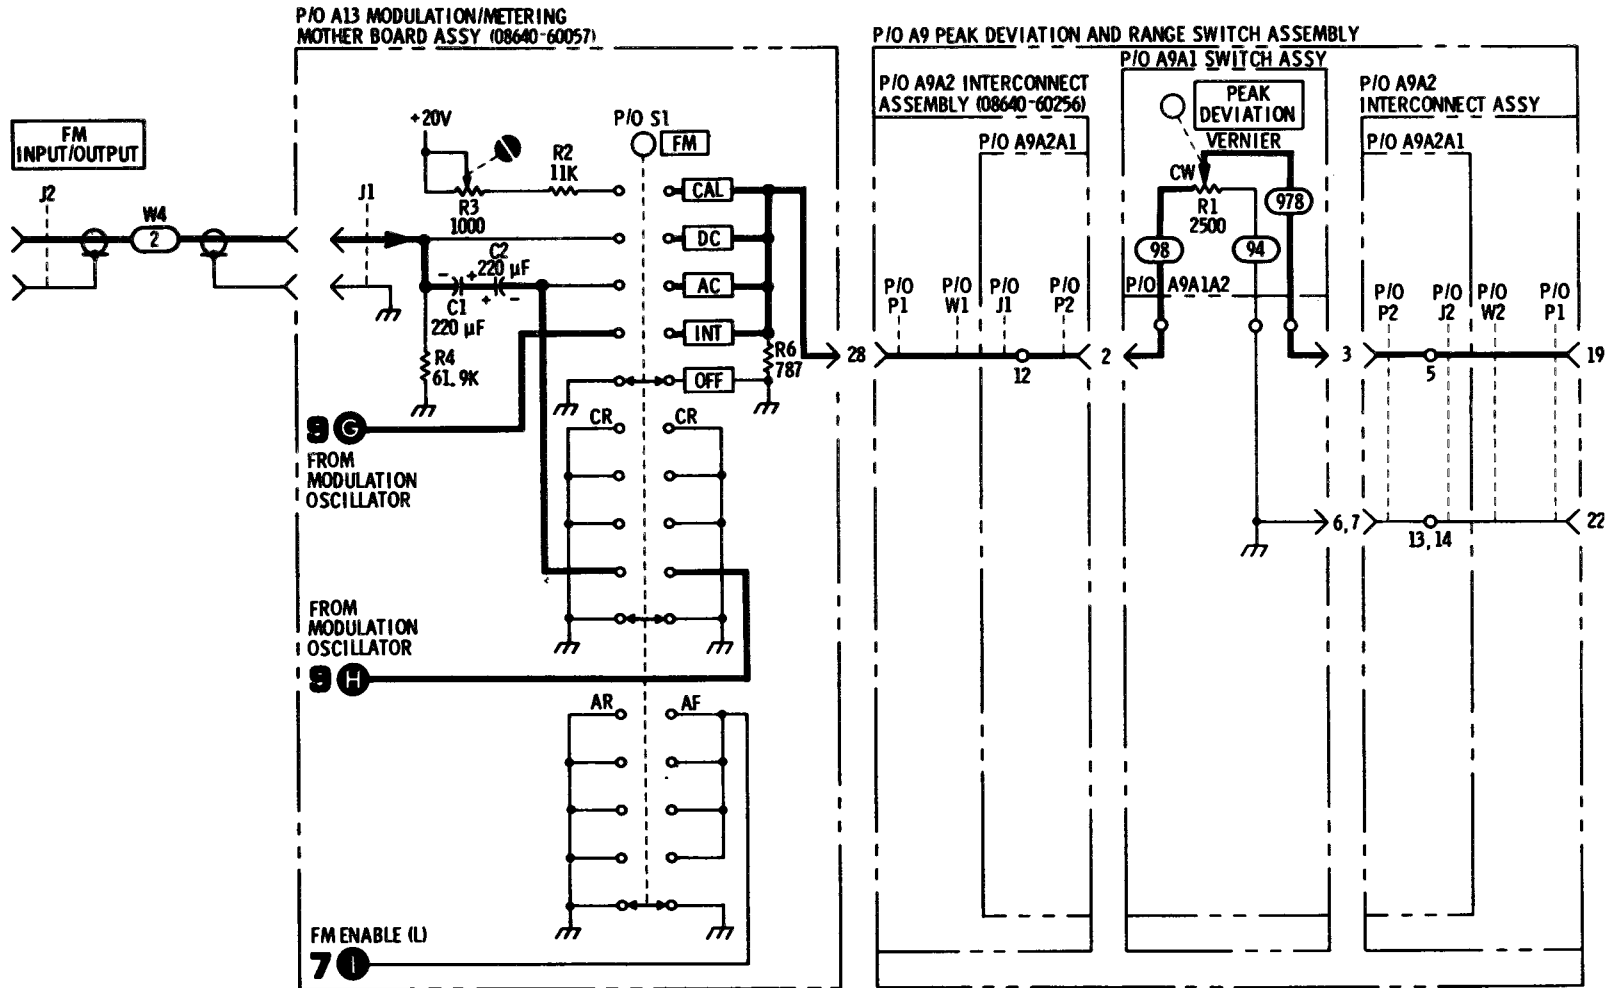 P/O A13 MODULATION/METERING
MOTHER BOARD ASSY (08640-60057)
P/O A9 PEAK DEVIATION AND RANGE SWITCH ASSEMBLY
P/O A9A1 SWITCH ASSY
P/O A9A2 INTERCONNECT
ASSEMBLY (08640-60256)
PEAK
DEVIATION
VERNIER
P/O A9A2
INTERCONNECT ASSY
FM
INPUT/OUTPUT
+20V
P/O S1
FM
P/O A9A2A1
P/O A9A2A1
R2
11K
R3
1000
CAL
CW
R1
2500
978
J2
W4
2
J1
DC
98
94
C2
220 µF
- +
+ -
C1
220 µF
AC
INT
P/O
P1
P/O
W1
P/O
J1
P/O
P2
P/O A9A1A2
P/O
P2
P/O
J2
P/O
W2
P/O
P1
R4
61.9K
R6
787
OFF
28
12
2
3
5
19
9 G
FROM
MODULATION
OSCILLATOR
CR
CR
6,7
13,14
22
FROM
MODULATION
OSCILLATOR
9 H
AR
AF
FM ENABLE (L)
7 I